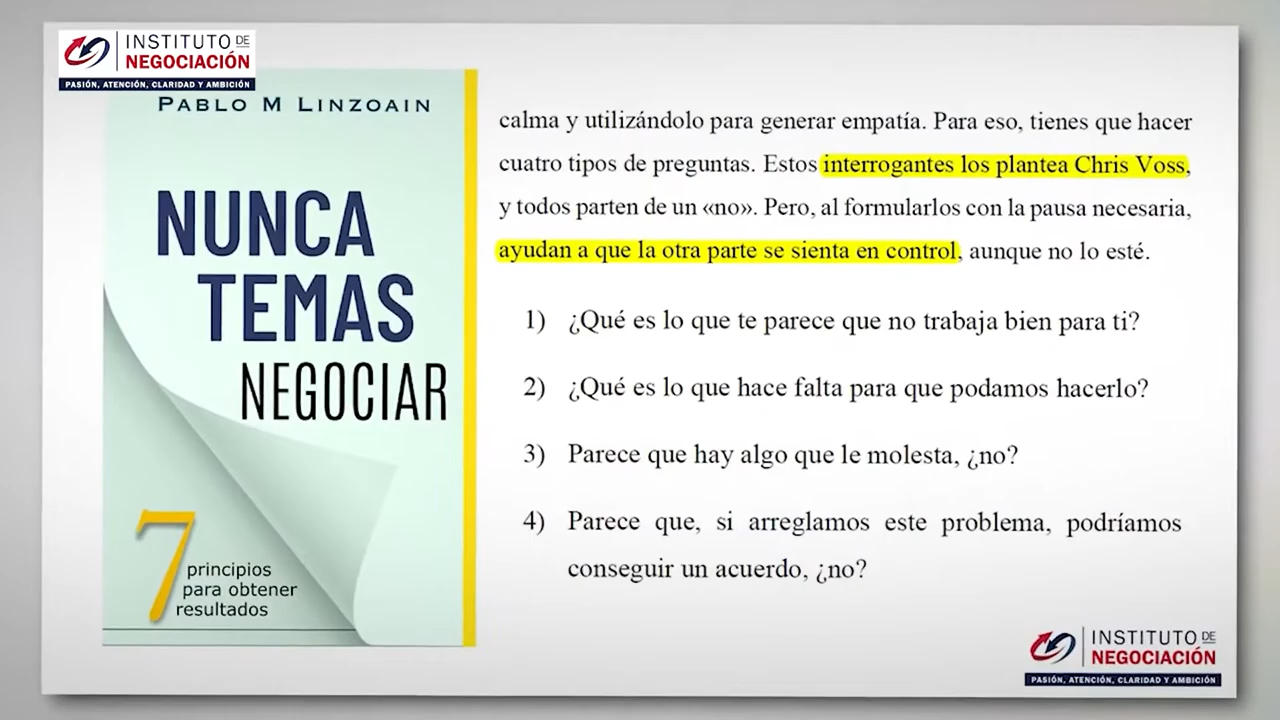 INSTITUTO DE
NEGOCIACIÓN
PASIÓN, ATENCIÓN, CLARIDAD Y AMBICIÓN
PABLO M LINZOAIN
NUNCA
TEMAS
NEGOCIAR
7
principios
para obtener
resultados
calma y utilizándolo para generar empatía. Para eso, tienes que hacer
cuatro tipos de preguntas. Estos interrogantes los plantea Chris Voss,
y todos parten de un «no». Pero, al formularlos con la pausa necesaria,
ayudan a que la otra parte se sienta en control, aunque no lo esté.
1) ¿Qué es lo que te parece que no trabaja bien para ti?
2) ¿Qué es lo que hace falta para que podamos hacerlo?
3) Parece que hay algo que le molesta, ¿no?
4) Parece que, si arreglamos este problema, podríamos
conseguir un acuerdo, ¿no?
INSTITUTO DE
NEGOCIACIÓN
PASIÓN, ATENCIÓN, CLARIDAD Y AMBICIÓN